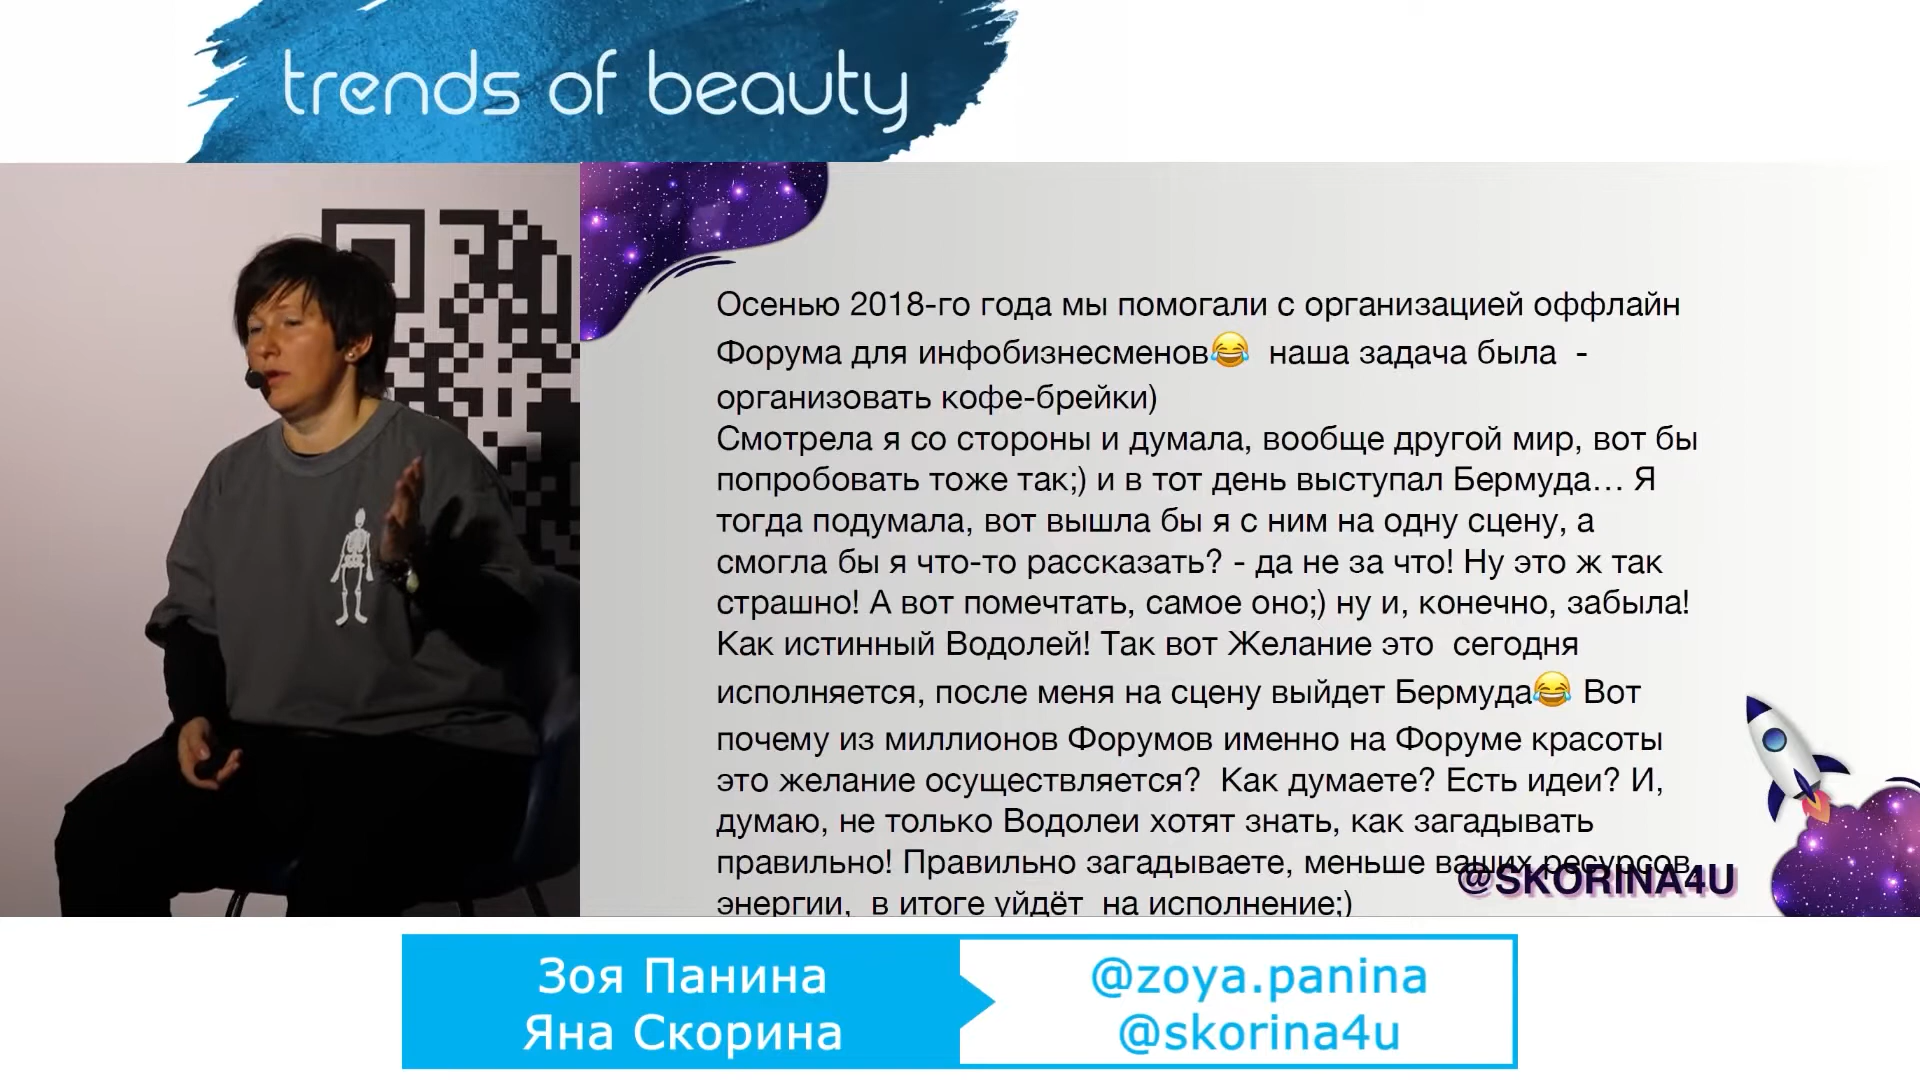 trends of beauty
Осенью 2018-го года мы помогали с организацией оффлайн
Форума для инфобизнесменов😂 наша задача была -
организовать кофе-брейки)
Смотрела я со стороны и думала, вообще другой мир, вот бы
попробовать тоже так;) и в тот день выступал Бермуда… Я
тогда подумала, вот вышла бы я с ним на одну сцену, а
смогла бы я что-то рассказать? - да не за что! Ну это ж так
страшно! А вот помечтать, самое оно;) ну и, конечно, забыла!
Как истинный Водолей! Так вот Желание это сегодня
исполняется, после меня на сцену выйдет Бермуда😂 Вот
почему из миллионов Форумов именно на Форуме красоты
это желание осуществляется? Как думаете? Есть идеи? И,
думаю, не только Водолеи хотят знать, как загадывать
правильно! Правильно загадываете, меньше ваших ресурсов,
энергии, в итоге уйдёт на исполнение;)
@SKORINA4U
Зоя Панина
Яна Скорина
@zoya.panina
@skorina4u